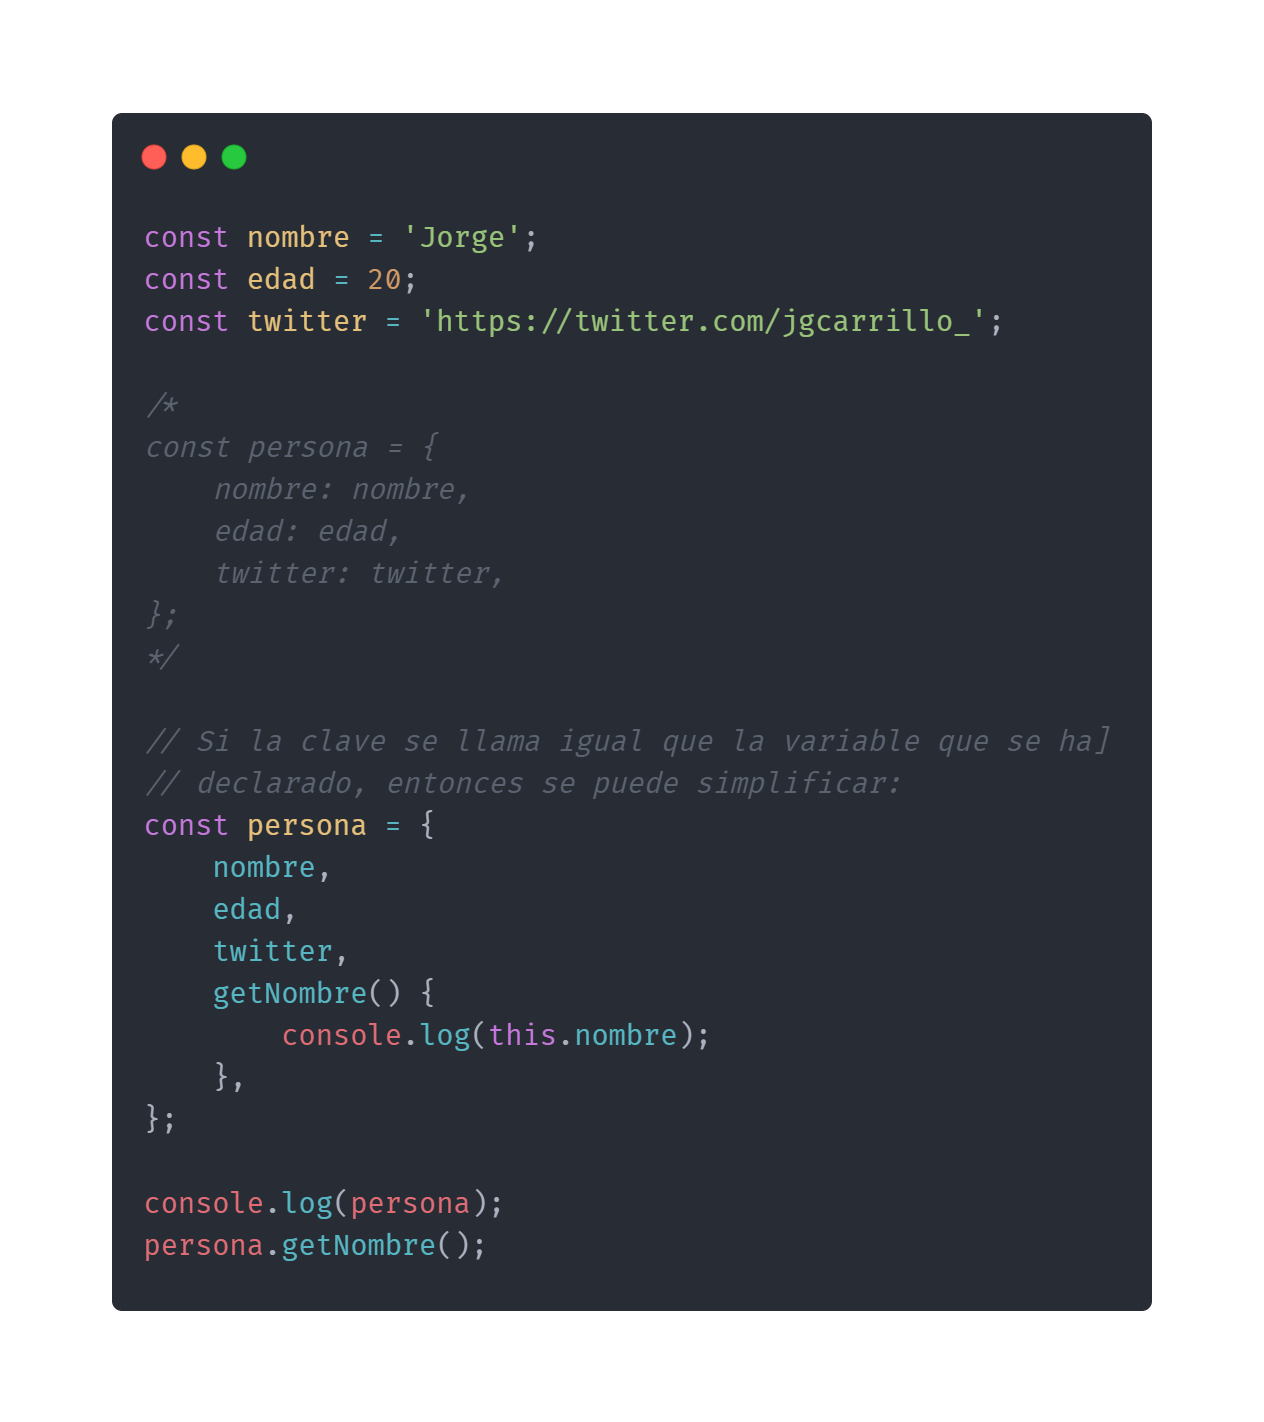 const nombre = 'Jorge';
const edad = 20;
const twitter = 'https://twitter.com/jgcarrillo_';

/*
const persona = {
    nombre: nombre,
    edad: edad,
    twitter: twitter,
};
*/

// Si la clave se llama igual que la variable que se ha]
// declarado, entonces se puede simplificar:
const persona = {
    nombre,
    edad,
    twitter,
    getNombre() {
        console.log(this.nombre);
    },
};

console.log(persona);
persona.getNombre();